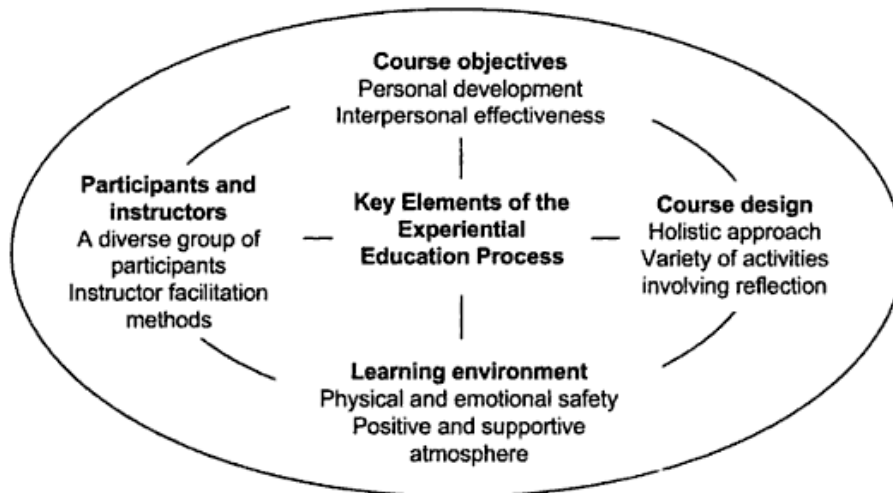 Course objectives
Personal development
Interpersonal effectiveness
Participants and
instructors
A diverse group of
participants
Instructor facilitation
methods
Key Elements of the
Experiential
Education Process
Course design
Holistic approach
Variety of activities
involving reflection
Learning environment
Physical and emotional safety
Positive and supportive
atmosphere